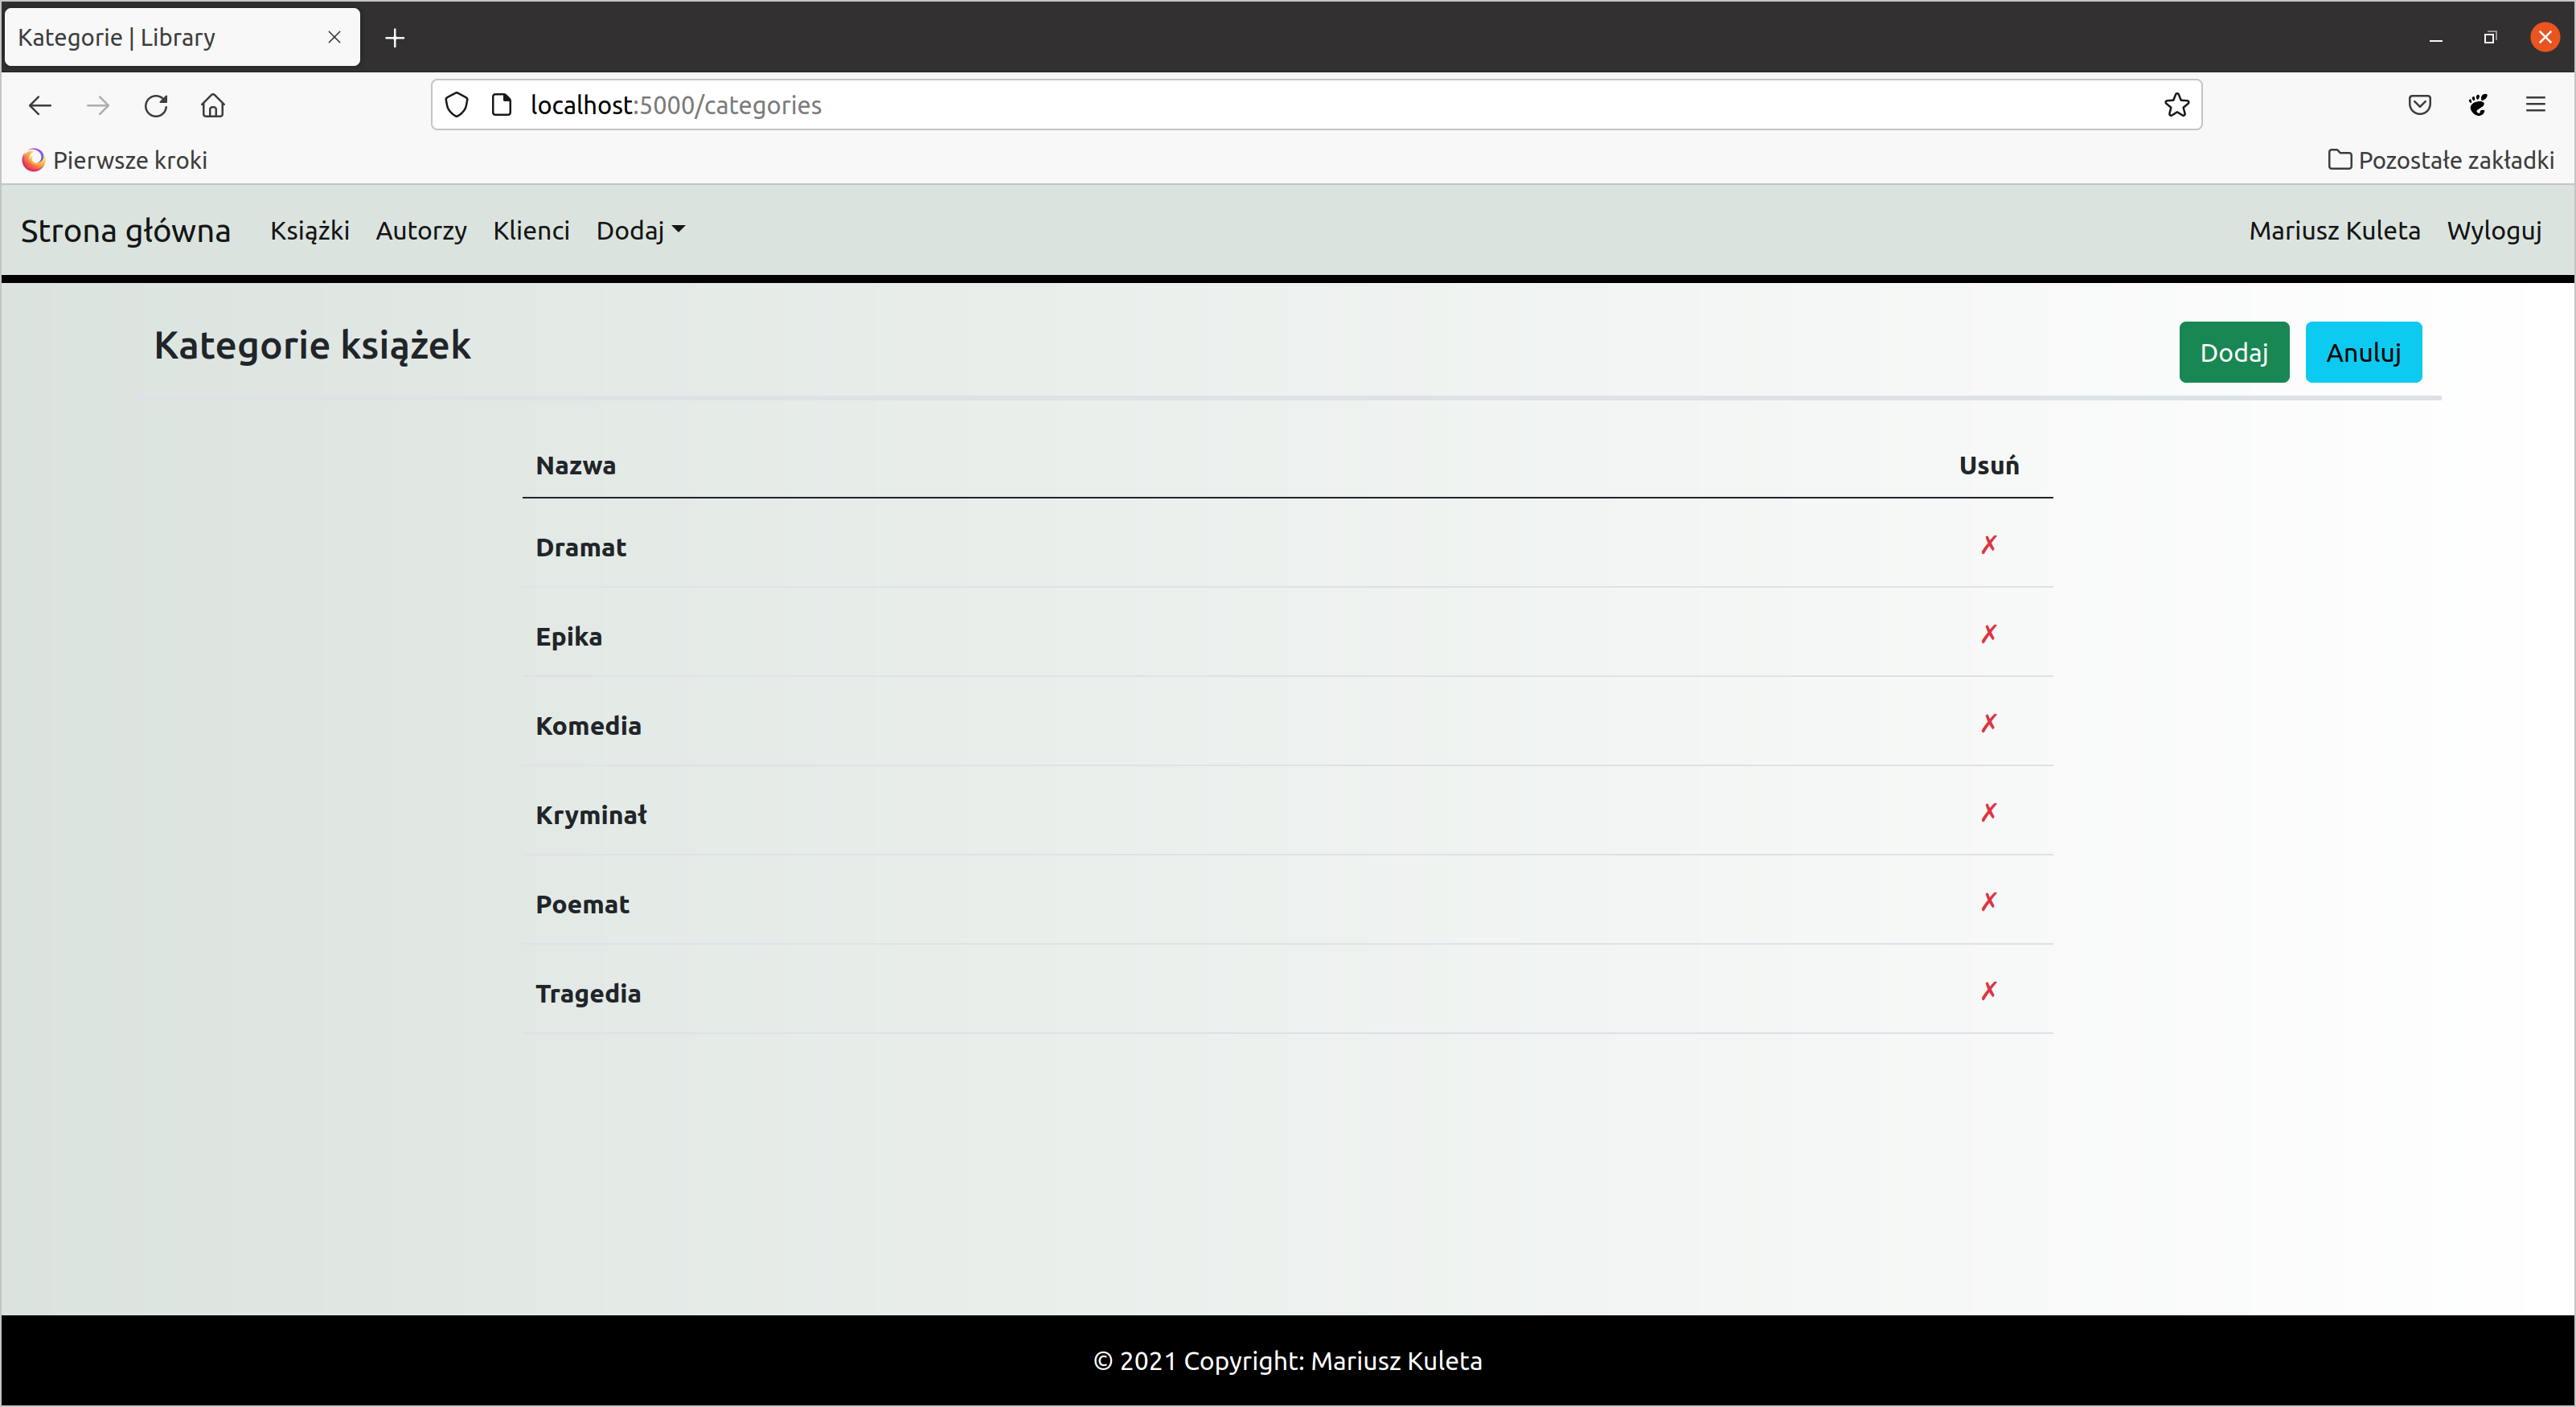 Kategorie | Library
localhost:5000/categories
Pierwsze kroki Pozostałe zakładki
Strona główna Książki Autorzy Klienci Dodaj Mariusz Kuleta Wyloguj
Kategorie książek Dodaj Anuluj
Nazwa Usuń
Dramat ✗
Epika ✗
Komedia ✗
Kryminał ✗
Poemat ✗
Tragedia ✗
© 2021 Copyright: Mariusz Kuleta